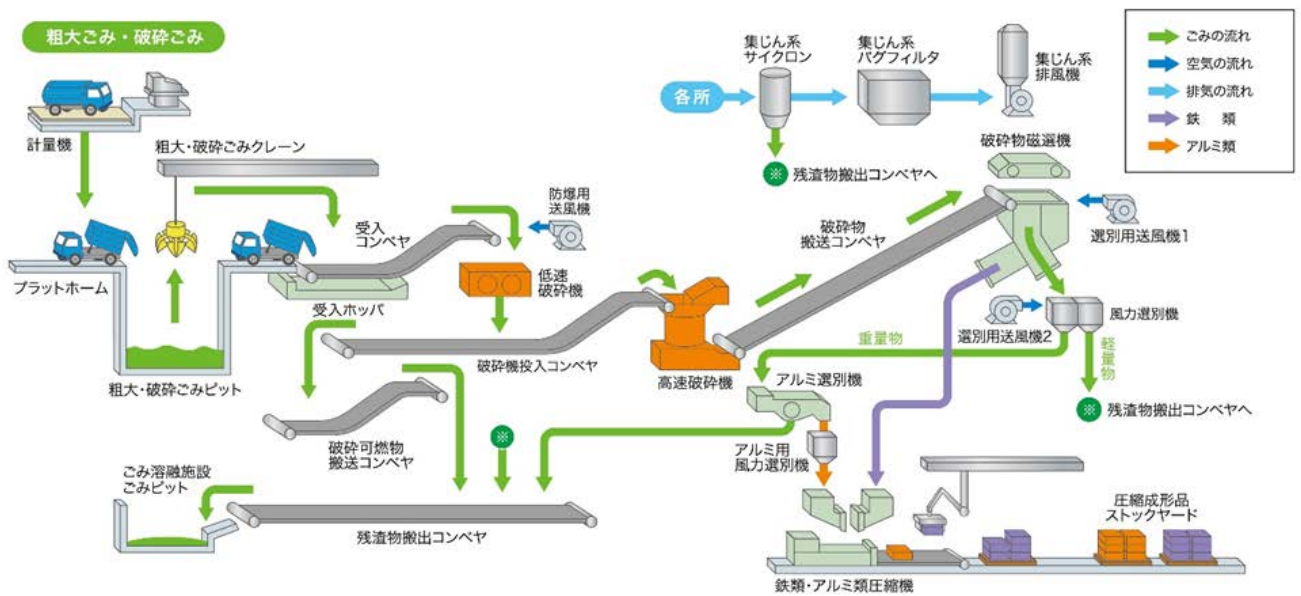 粗大ごみ・破砕ごみ
計量機
粗大・破砕ごみクレーン
プラットホーム
粗大・破砕ごみピット
受入
コンベヤ
受入ホッパ
防爆用
送風機
低速
破砕機
破砕機投入コンベヤ
破砕可燃物
搬送コンベヤ
ごみ溶融施設
ごみピット
残渣物搬出コンベヤ
※
高速破砕機
破砕物
搬送コンベヤ
各所
集じん系
サイクロン
集じん系
バグフィルタ
集じん系
排風機
※
残渣物搬出コンベヤへ
破砕物磁選機
選別用送風機1
選別用送風機2
風力選別機
重量物
軽量物
※
残渣物搬出コンベヤへ
アルミ選別機
アルミ用
風力選別機
鉄類・アルミ類圧縮機
圧縮成形品
ストックヤード
ごみの流れ
空気の流れ
排気の流れ
鉄　類
アルミ類